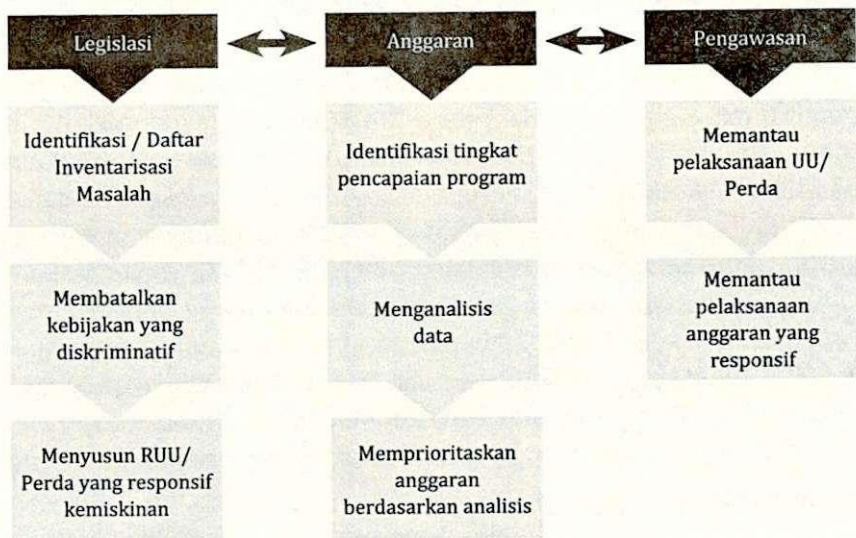 Legislasi
Anggaran
Pengawasan
Identifikasi / Daftar
Inventarisasi
Masalah
Identifikasi tingkat
pencapaian program
Memantau
pelaksanaan UU/
Perda
Membatalkan
kebijakan yang
diskriminatif
Menganalisis
data
Memantau
pelaksanaan
anggaran yang
responsif
Menyusun RUU/
Perda yang responsif
kemiskinan
Memprioritaskan
anggaran
berdasarkan analisis